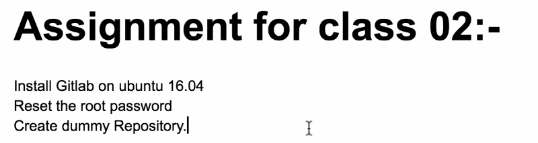 Assignment for class 02:-
Install Gitlab on ubuntu 16.04
Reset the root password
Create dummy Repository.